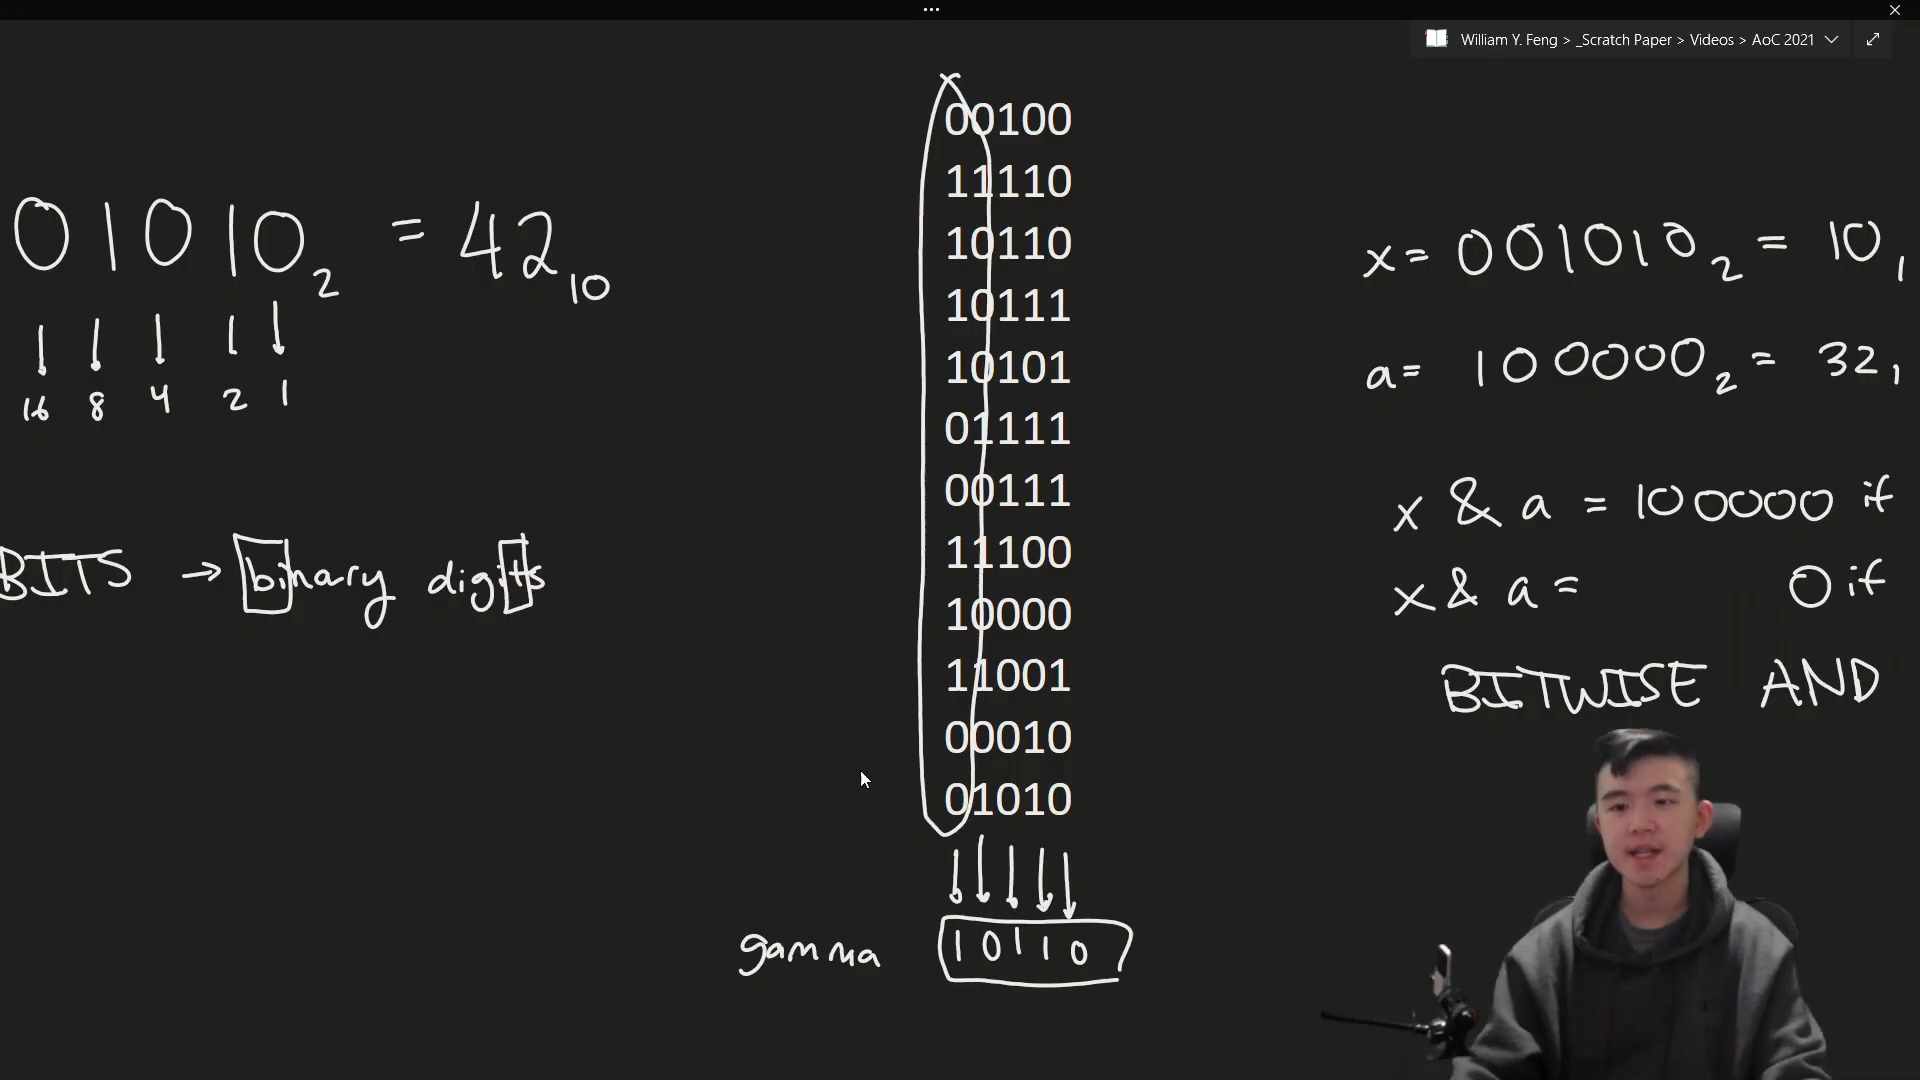 William Y. Feng > _Scratch Paper > Videos > AoC 2021
01010₂ = 42₁₀
16 8 4 2 1
BITS → binary digits
00100
11110
10110
10111
10101
01111
00111
11100
10000
11001
00010
01010
gamma 10110
x = 001010₂ = 10₁
a = 100000₂ = 32₁
x & a = 100000 if
x & a = 0 if
BITWISE AND